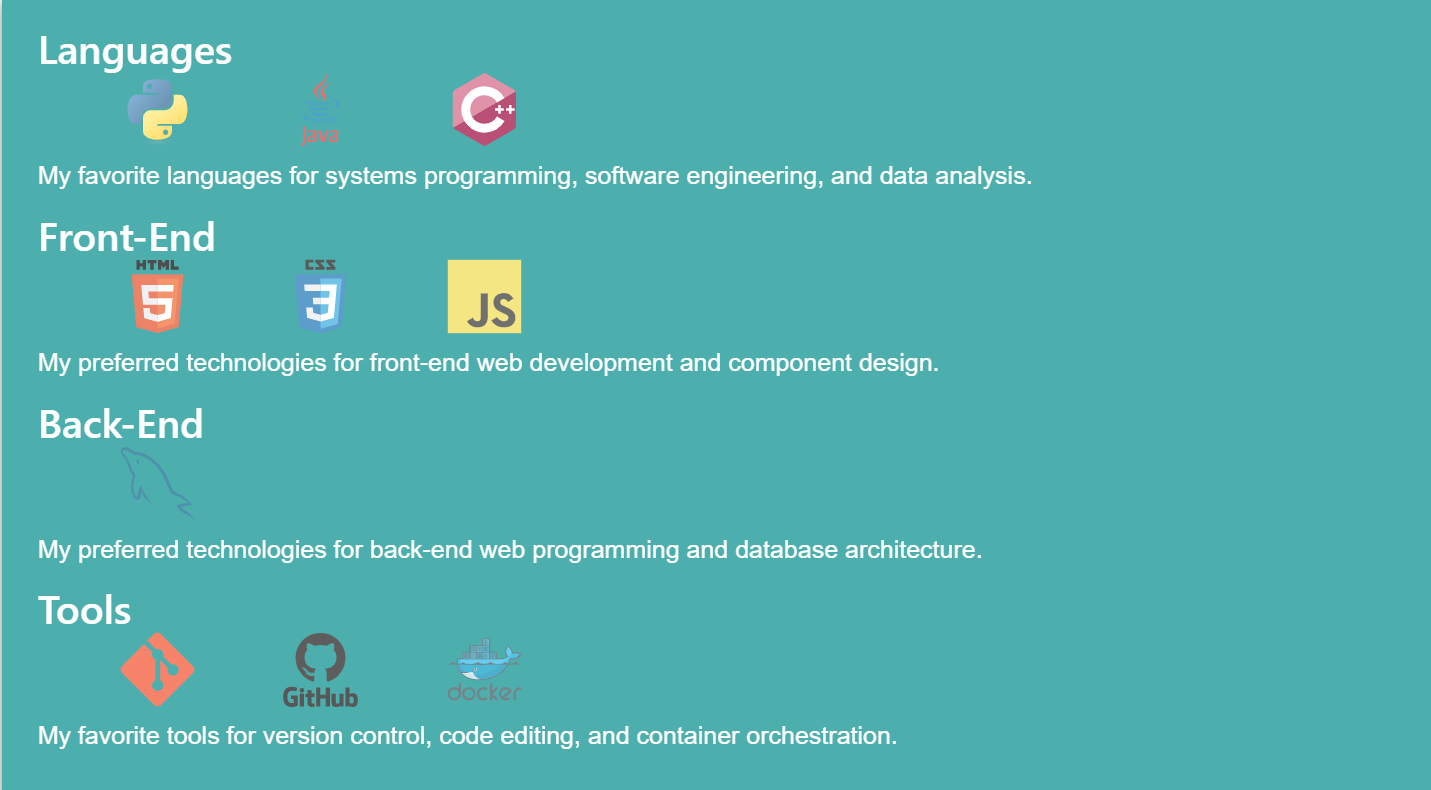 Languages
Java
C++
My favorite languages for systems programming, software engineering, and data analysis.
Front-End
HTML
5
CSS
3
JS
My preferred technologies for front-end web development and component design.
Back-End
My preferred technologies for back-end web programming and database architecture.
Tools
GitHub
docker
My favorite tools for version control, code editing, and container orchestration.